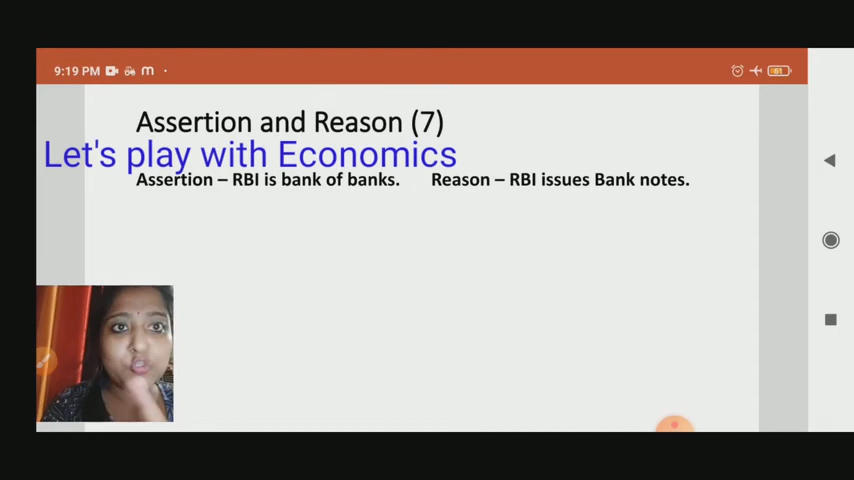 9:19 PM
61
Assertion and Reason (7)
Let's play with Economics
Assertion – RBI is bank of banks. Reason – RBI issues Bank notes.